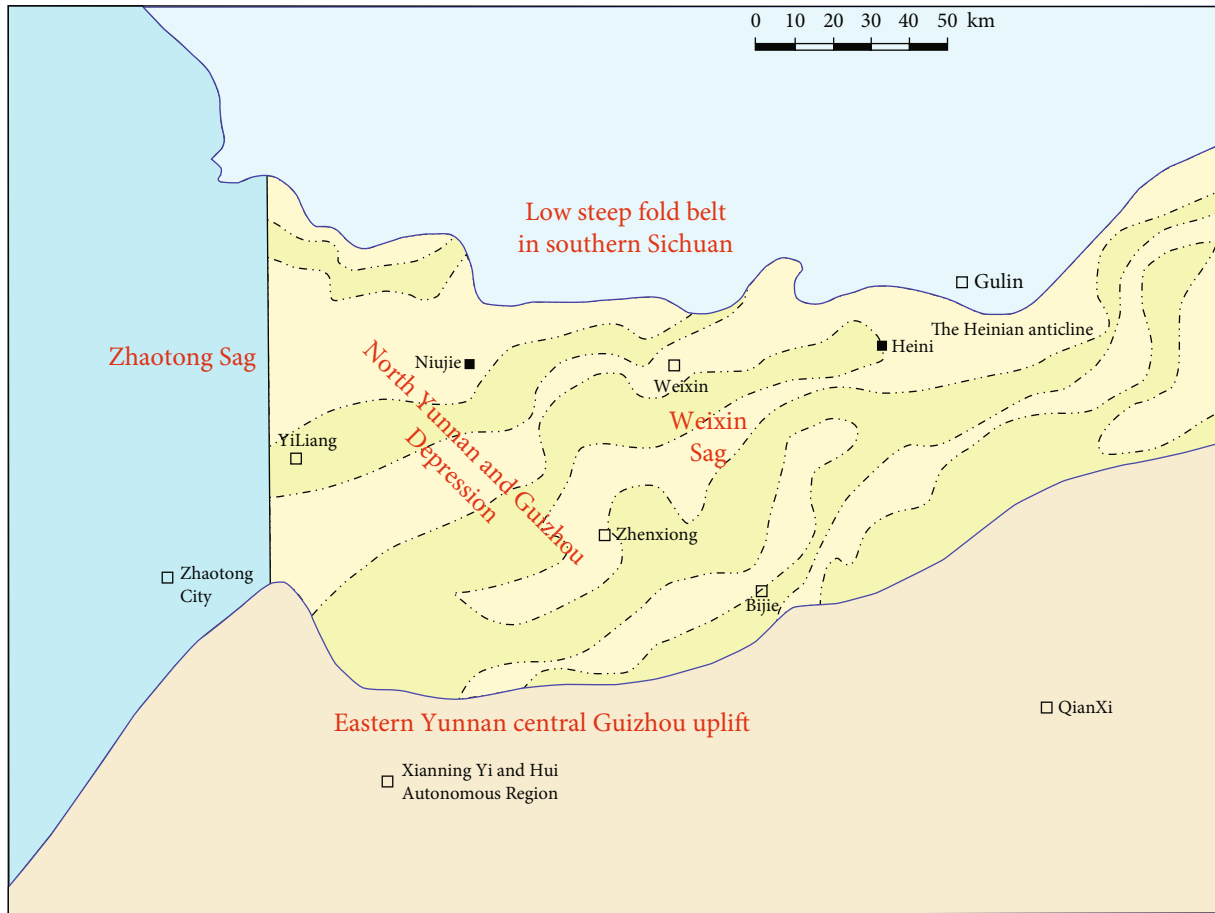 0 10 20 30 40 50 km
Low steep fold belt
in southern Sichuan
Gulin
The Heinian anticline
Heini
Zhaotong Sag
Niujie
Weixin
North Yunnan and Guizhou
Depression
Weixin
Sag
YiLiang
Zhenxiong
Zhaotong
City
Bijie
Eastern Yunnan central Guizhou uplift
QianXi
Xianning Yi and Hui
Autonomous Region